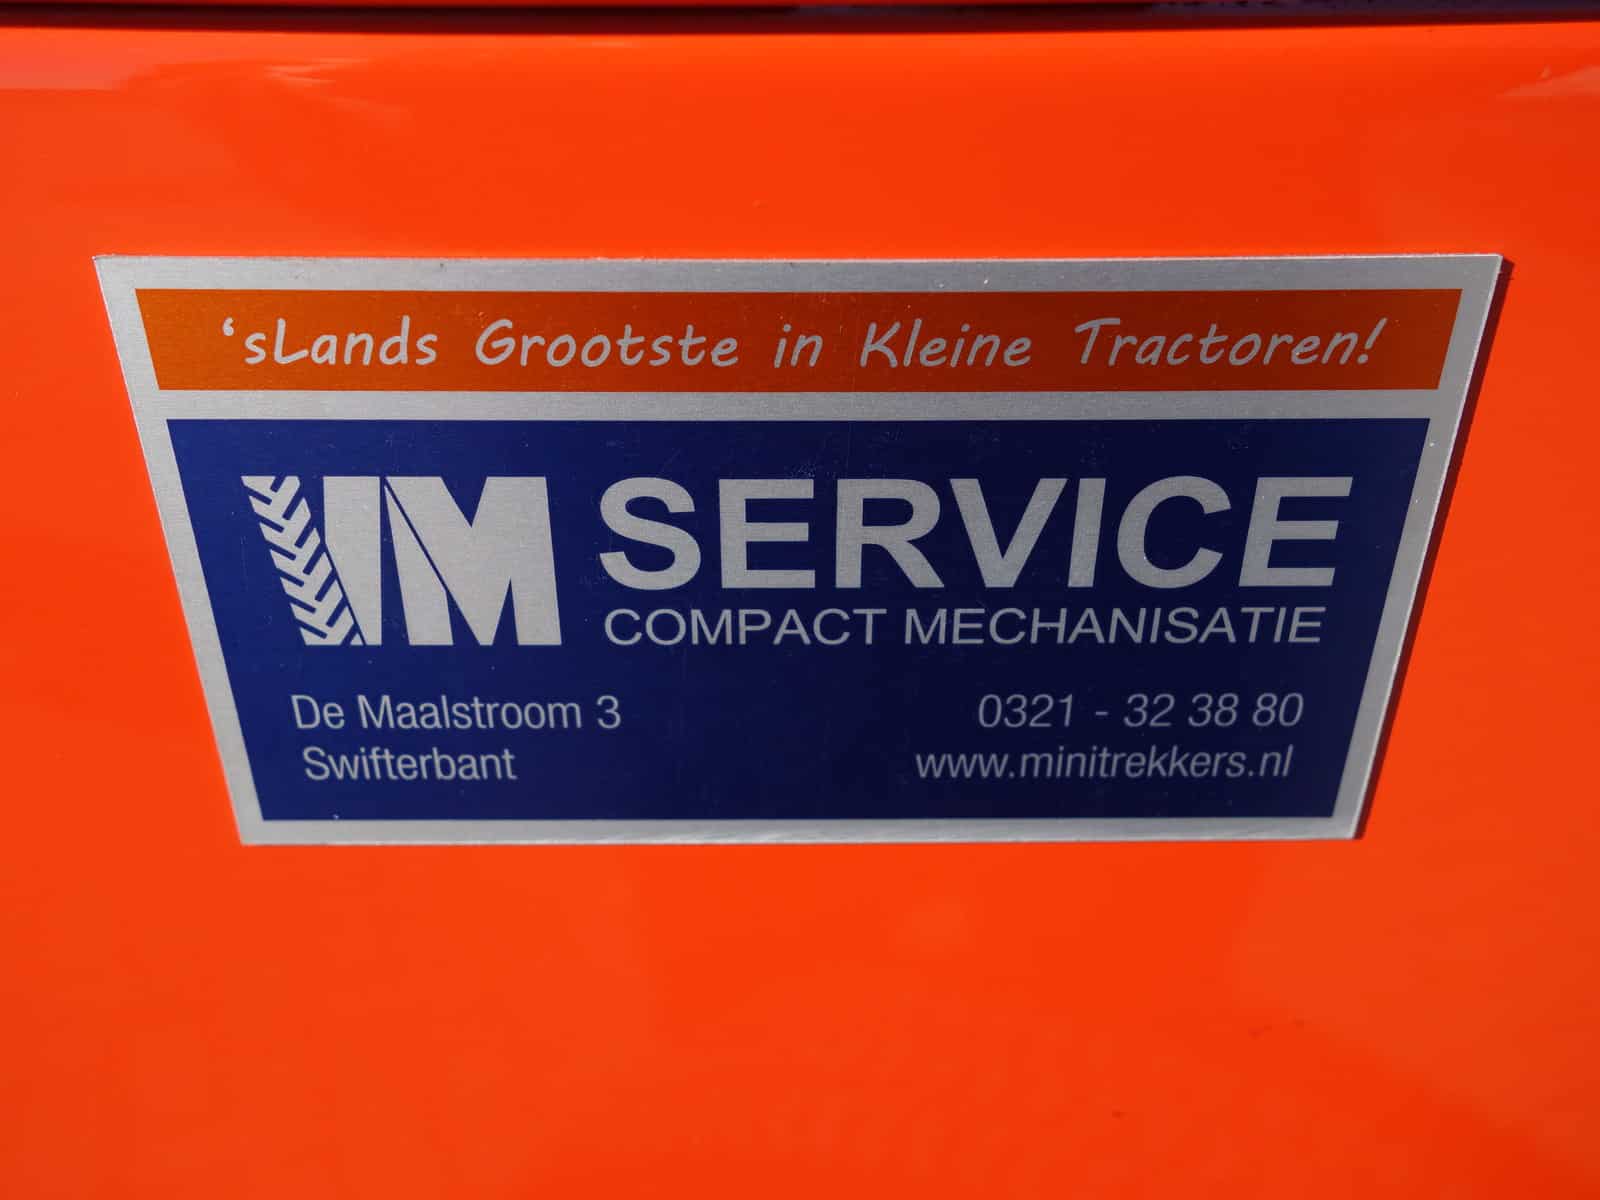 ‘sLands Grootste in Kleine Tractoren!
IM SERVICE
COMPACT MECHANISATIE
De Maalstroom 3
Swifterbant
0321 - 32 38 80
www.minitrekkers.nl